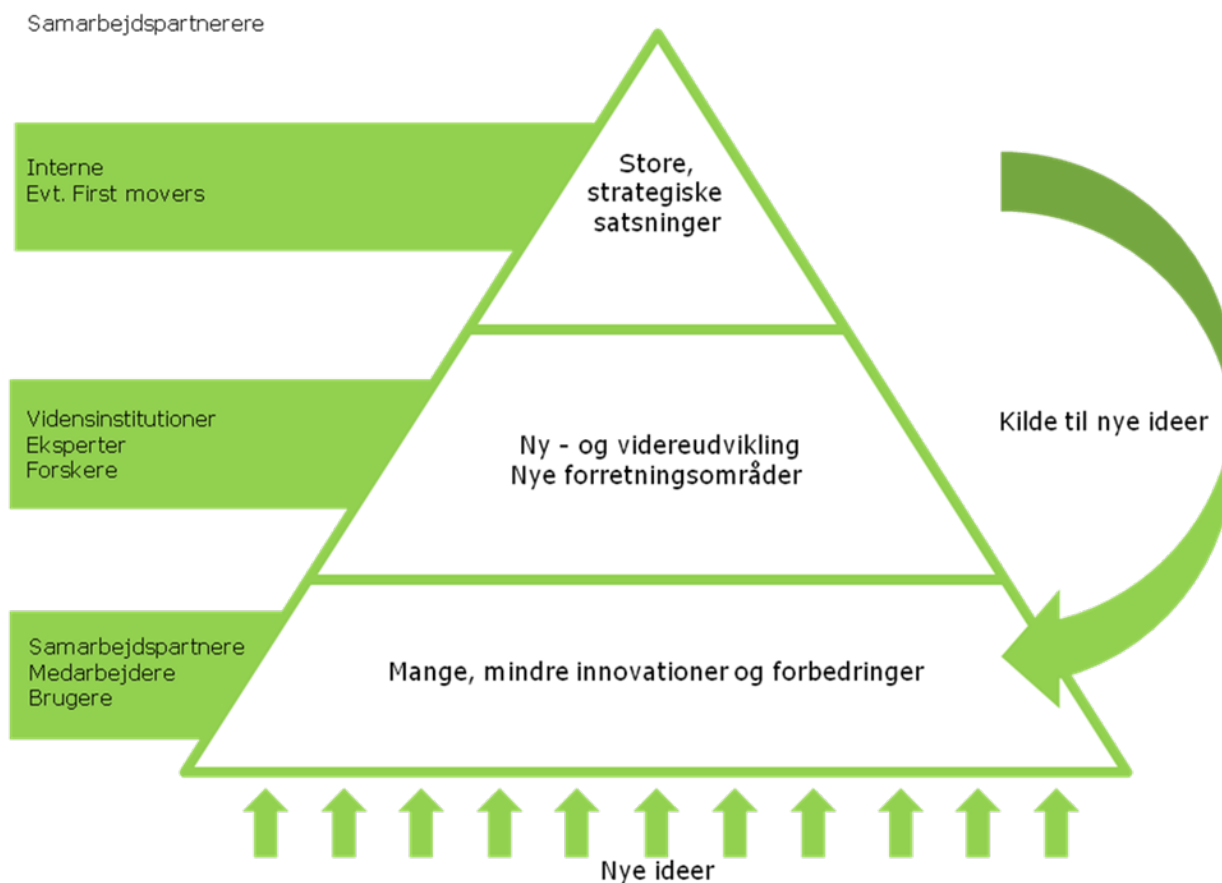 Samarbejdspartnerere
Interne
Evt. First movers
Store,
strategiske
satsninger
Vidensinstitutioner
Eksperter
Forskere
Ny - og videreudvikling
Nye forretningsområder
Kilde til nye ideer
Samarbejdspartnere
Medarbejdere
Brugere
Mange, mindre innovationer og forbedringer
Nye ideer